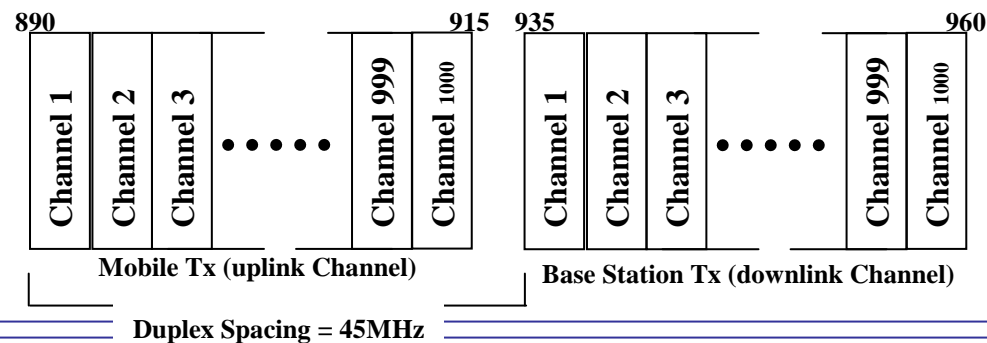 890 915 935 960
Channel 1
Channel 2
Channel 3
Channel 999
Channel 1000
Channel 1
Channel 2
Channel 3
Channel 999
Channel 1000
Mobile Tx (uplink Channel)
Base Station Tx (downlink Channel)
Duplex Spacing = 45MHz